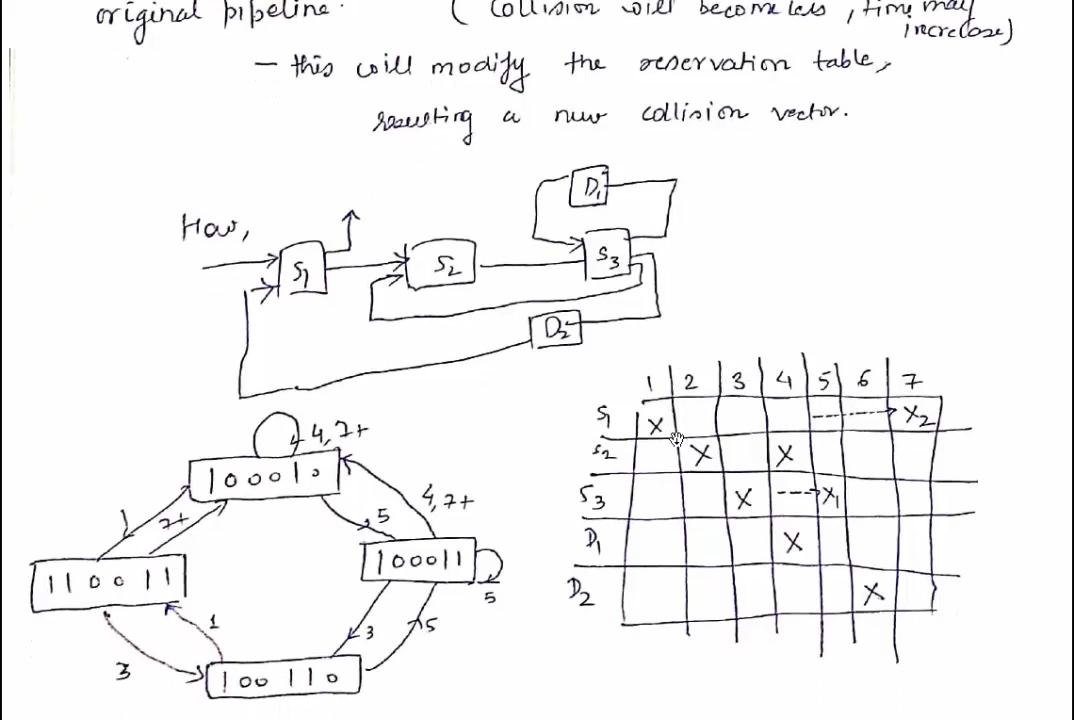 original pipeline. ( collision will become less, time may increase)
- this will modify the reservation table,
resulting a new collision vector.
How,
D1
S1
S2
S3
D2
1 2 3 4 5 6 7
S1 X X2
S2 X X
S3 X X1
D1 X
D2 X
4, 7+
100010
1
7+
5
4, 7+
110011
100011
5
1
3
5
3
100110